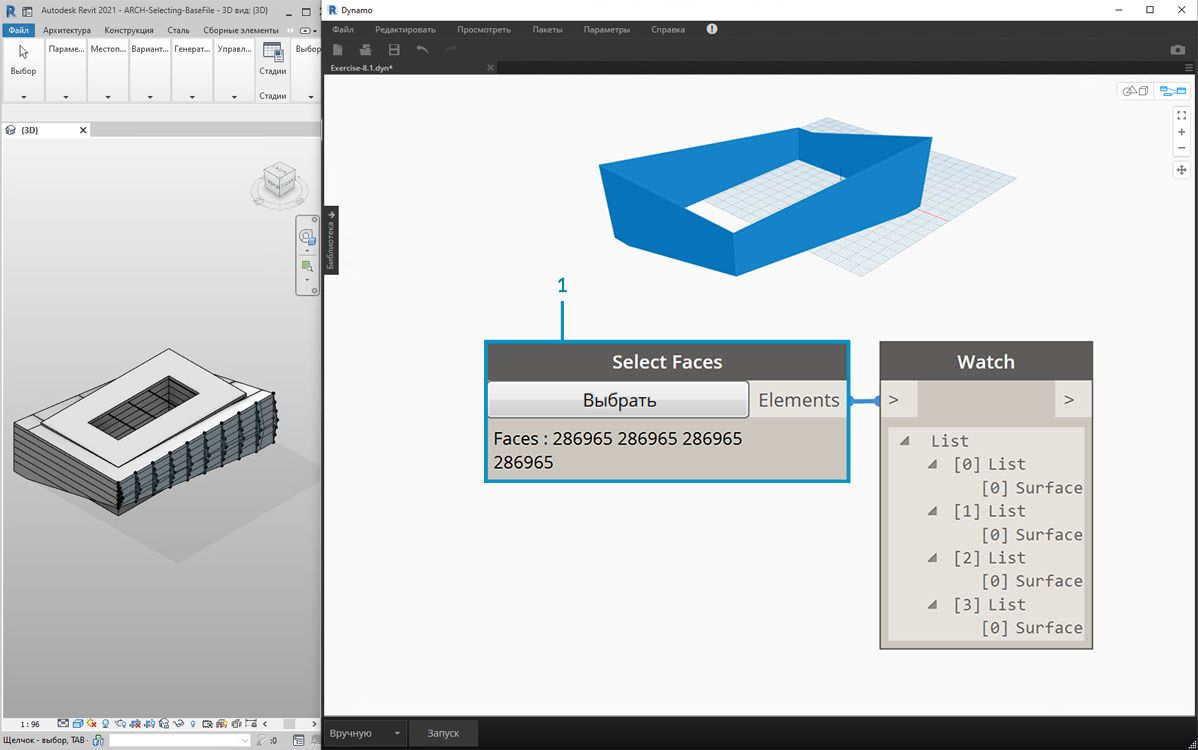 Autodesk Revit 2021 - ARCH-Selecting-BaseFile - 3D вид: {3D}
Файл Архитектура Конструкция Сталь Сборные элементы
Выбор
Параме... Местоп... Вариант... Генерат... Управл... Выбор
Стадии
Стадии
{3D}
1 : 96
Щелчок - выбор, TAB -
:0
Dynamo
Файл Редактировать Просмотреть Пакеты Параметры Справка
Exercise-8.1.dyn*
Библиотека
1
Select Faces
Выбрать Elements
Faces : 286965 286965 286965
286965
Watch
> >
List
[0] List
[0] Surface
[1] List
[0] Surface
[2] List
[0] Surface
[3] List
[0] Surface
Вручную Запуск